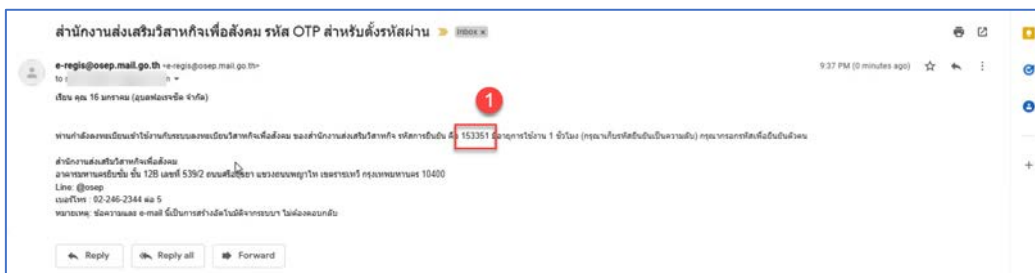 สำนักงานส่งเสริมวิสาหกิจเพื่อสังคม รหัส OTP สำหรับตั้งรหัสผ่าน Inbox x
e-regis@osep.mail.go.th <e-regis@osep.mail.go.th>
9:37 PM (0 minutes ago)
to
เรียน คุณ 16 มกราคม
1
ท่านกำลังลงทะเบียนเข้าใช้งานกับระบบลงทะเบียนวิสาหกิจเพื่อสังคม ของสำนักงานส่งเสริมวิสาหกิจ รหัสการยืนยัน คือ 153351 มีอายุการใช้งาน 1 ชั่วโมง (กรุณาเก็บรหัสยืนยันเป็นความลับ) กรุณากรอกรหัสเพื่อยืนยันตัวตน
สำนักงานส่งเสริมวิสาหกิจเพื่อสังคม
อาคารมหานครยิบซั่ม ชั้น 12B เลขที่ 539/2 ถนนศรีอยุธยา แขวงถนนพญาไท เขตราชเทวี กรุงเทพมหานคร 10400
Line: @osep
เบอร์โทร : 02-246-2344 ต่อ 5
หมายเหตุ: ข้อความและ e-mail นี้เป็นการสร้างอัตโนมัติจากระบบฯ ไม่ต้องตอบกลับ
Reply Reply all Forward